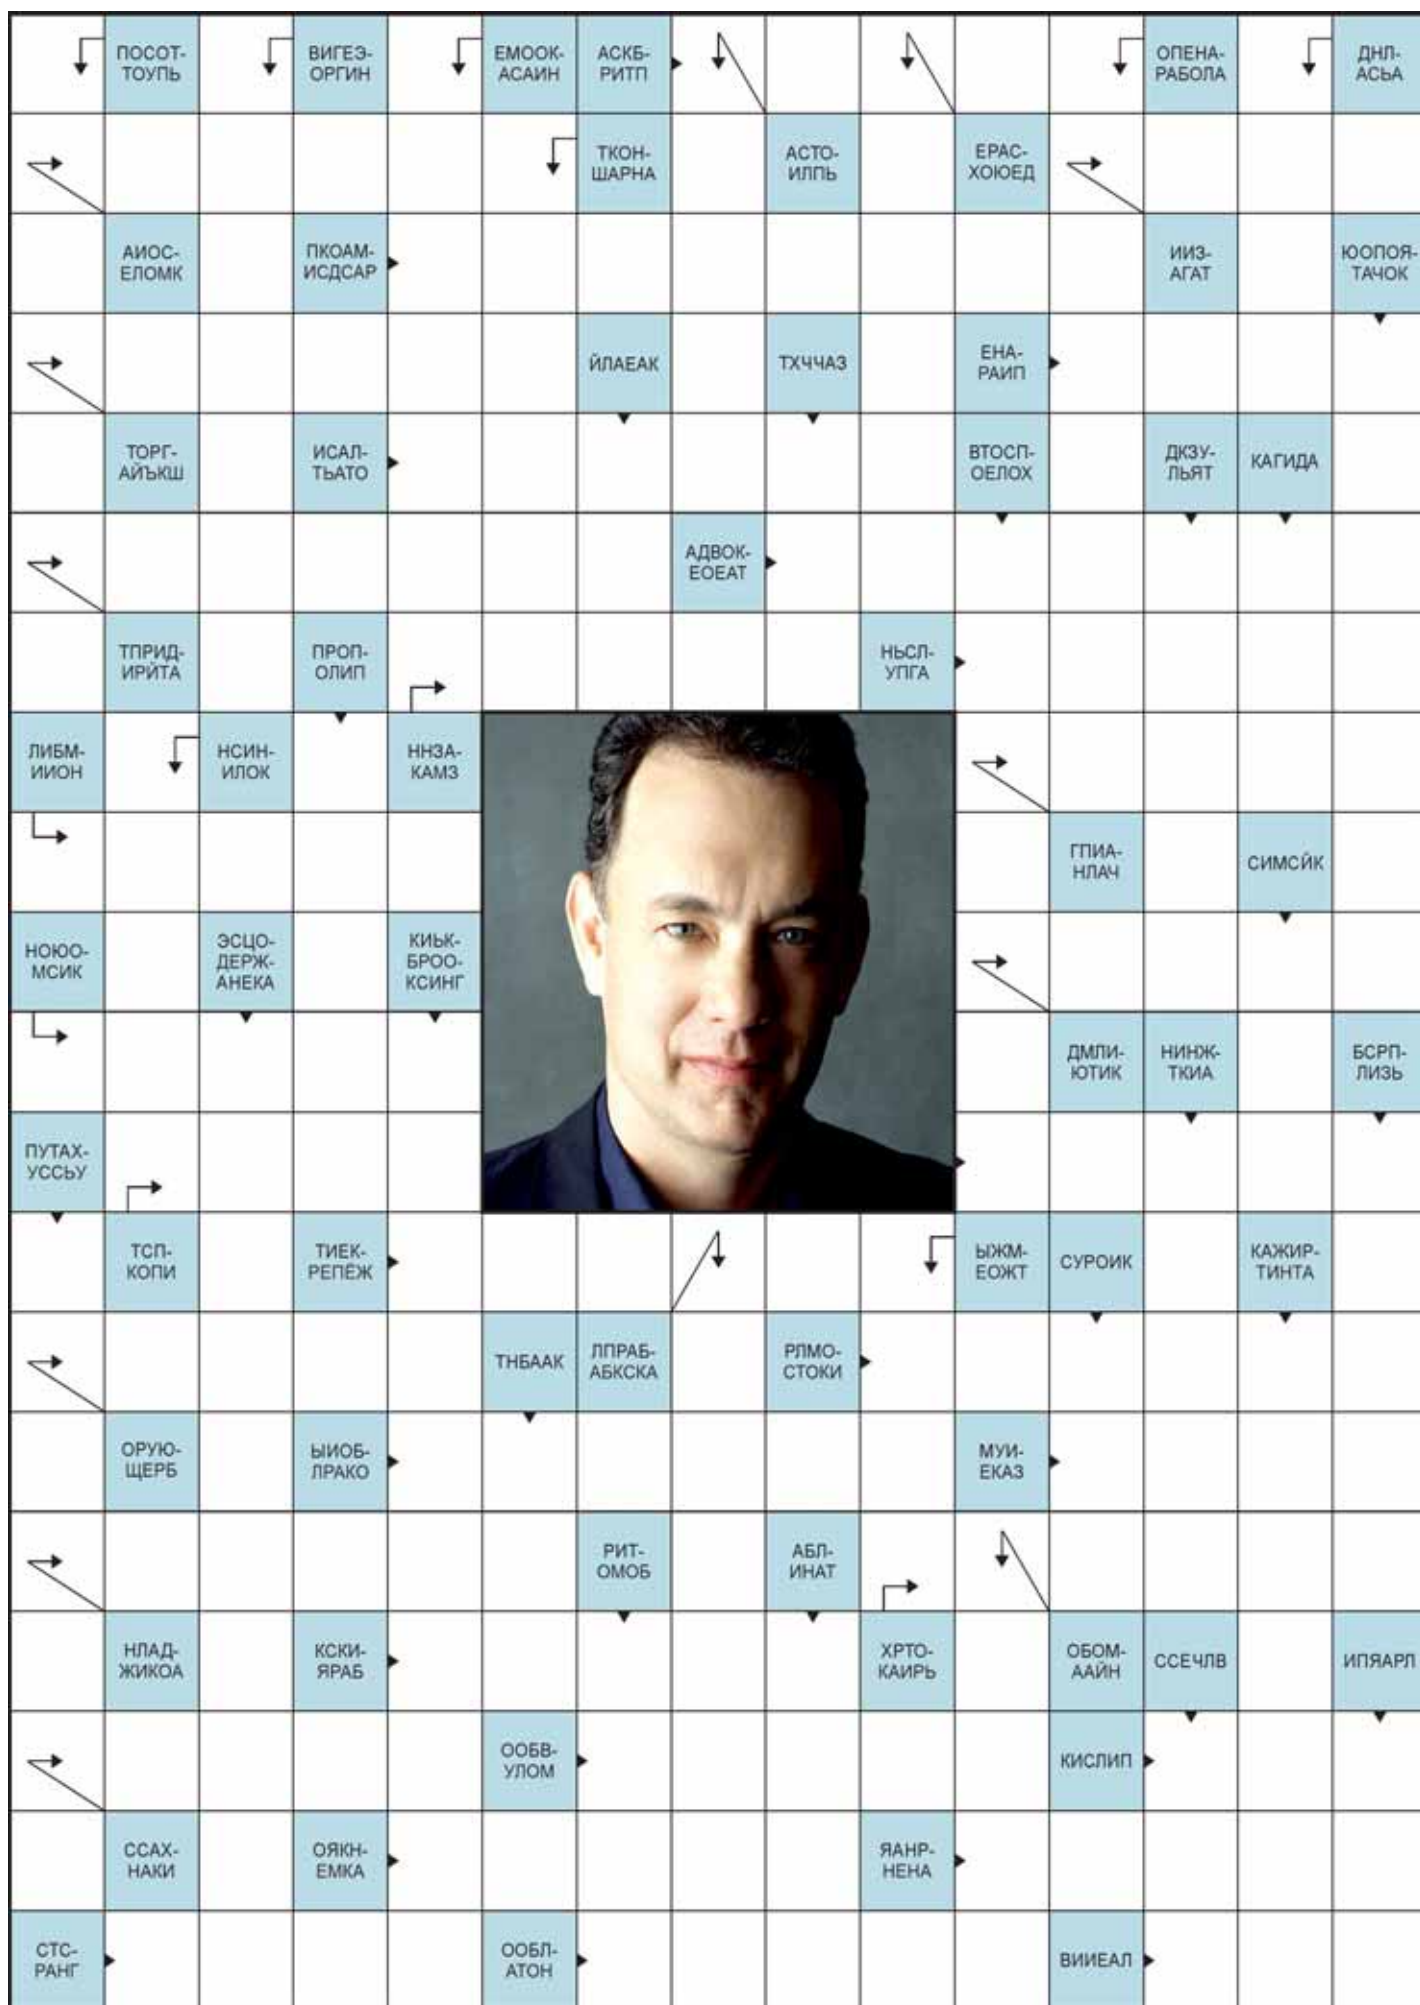 ПОСОТ-
ТОУПЬ
ВИГЕЭ-
ОРГИН
ЕМООК-
АСАИН
АСКБ-
РИТП
ОПЕНА-
РАБОЛА
ДНЛ-
АСЬА
ТКОН-
ШАРНА
АСТО-
ИЛПЬ
ЕРАС-
ХОЮЕД
АИОС-
ЕЛОМК
ПКОАМ-
ИСДСАР
ИИЗ-
АГАТ
ЮОПОЯ-
ТАЧОК
ЙЛАЕАК
ТХЧЧАЗ
ЕНА-
РАИП
ТОРГ-
АЙЪКШ
ИСАЛ-
ТЬАТО
ВТОСП-
ОЕЛОХ
ДКЗУ-
ЛЬЯТ
КАГИДА
АДВОК-
ЕОЕАТ
ТПРИД-
ИРЙТА
ПРОП-
ОЛИП
НЬСЛ-
УПГА
ЛИБМ-
ИИОН
НСИН-
ИЛОК
ННЗА-
КАМЗ
ГПИА-
НЛАЧ
СИМСЙК
НОЮО-
МСИК
ЭСЦО-
ДЕРЖ-
АНЕКА
КИЬК-
БРОО-
КСИНГ
ДМЛИ-
ЮТИК
НИНЖ-
ТКИА
БСРП-
ЛИЗЬ
ПУТАХ-
УССЬУ
ТСП-
КОПИ
ТИЕК-
РЕПЁЖ
ЫЖМ-
ЕОЖТ
СУРОИК
КАЖИР-
ТИНТА
ТНБААК
ЛПРАБ-
АБКСКА
РЛМО-
СТОКИ
ОРУЮ-
ЩЕРБ
ЫИОБ-
ЛРАКО
МУИ-
ЕКАЗ
РИТ-
ОМОБ
АБЛ-
ИНАТ
НЛАД-
ЖИКОА
КСКИ-
ЯРАБ
ХРТО-
КАИРЬ
ОБОМ-
ААЙН
ССЕЧЛВ
ИПЯАРЛ
ООБВ-
УЛОМ
КИСЛИП
ССАХ-
НАКИ
ОЯКН-
ЕМКА
ЯАНР-
НЕНА
СТС-
РАНГ
ООБЛ-
АТОН
ВИИЕАЛ